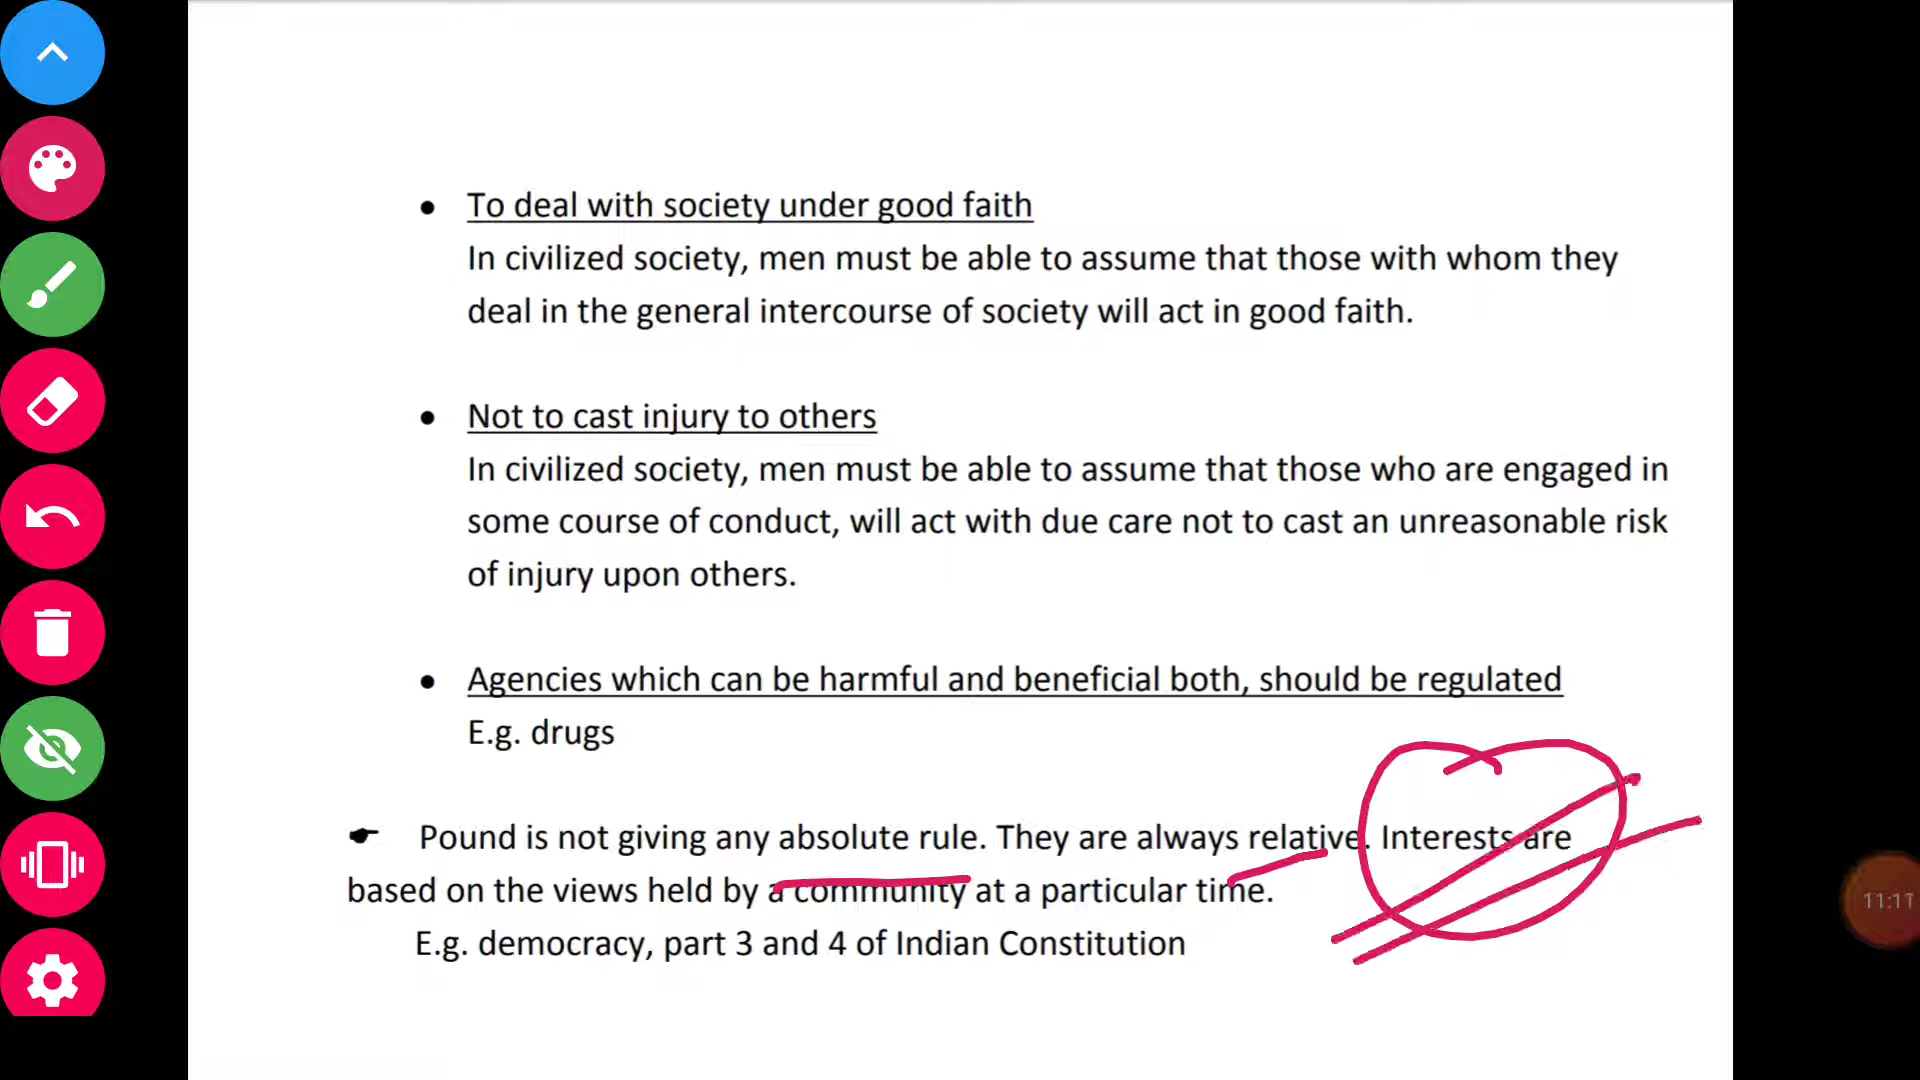 • To deal with society under good faith
In civilized society, men must be able to assume that those with whom they
deal in the general intercourse of society will act in good faith.
• Not to cast injury to others
In civilized society, men must be able to assume that those who are engaged in
some course of conduct, will act with due care not to cast an unreasonable risk
of injury upon others.
• Agencies which can be harmful and beneficial both, should be regulated
E.g. drugs
☛ Pound is not giving any absolute rule. They are always relative. Interests are
based on the views held by a community at a particular time.
E.g. democracy, part 3 and 4 of Indian Constitution
11:17